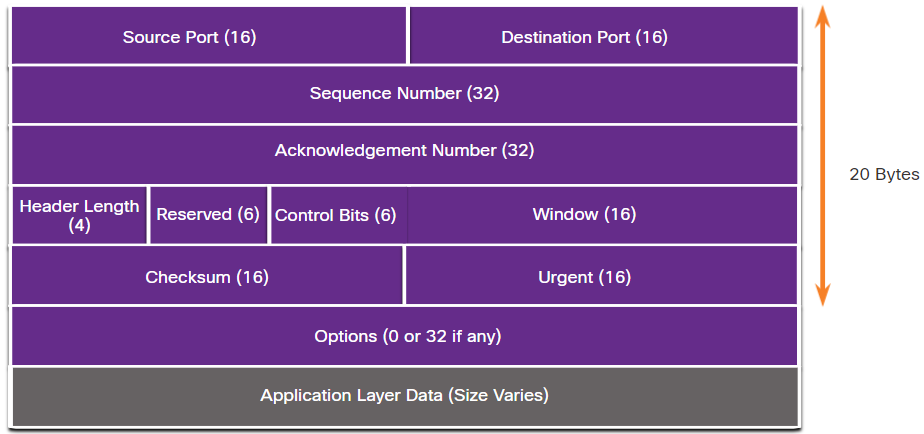 Source Port (16)
Destination Port (16)
Sequence Number (32)
Acknowledgement Number (32)
20 Bytes
Header Length
(4)
Reserved (6)
Control Bits (6)
Window (16)
Checksum (16)
Urgent (16)
Options (0 or 32 if any)
Application Layer Data (Size Varies)